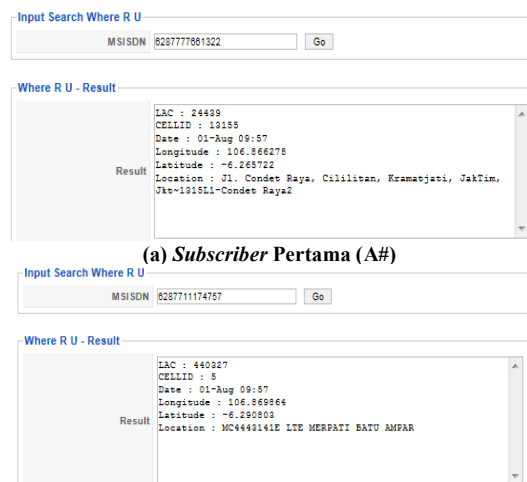 Input Search Where R U
MSISDN 6287777661322 Go
Where R U - Result
Result
LAC : 24439
CELLID : 13155
Date : 01-Aug 09:57
Longitude : 106.866278
Latitude : -6.265722
Location : Jl. Condet Raya, Cililitan, Kramatjati, JakTim,
Jkt~1315L1-Condet Raya2
(a) Subscriber Pertama (A#)
Input Search Where R U
MSISDN 6287711174757 Go
Where R U - Result
Result
LAC : 440327
CELLID : 5
Date : 01-Aug 09:57
Longitude : 106.869864
Latitude : -6.290803
Location : MC4443141E LTE MERPATI BATU AMPAR